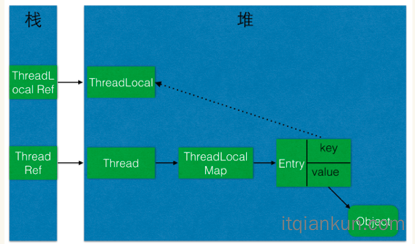 栈
堆
ThreadL
ocal Ref
ThreadLocal
Thread
Ref
Thread
ThreadLocal
Map
Entry
key
value
Object
itqiankun.com